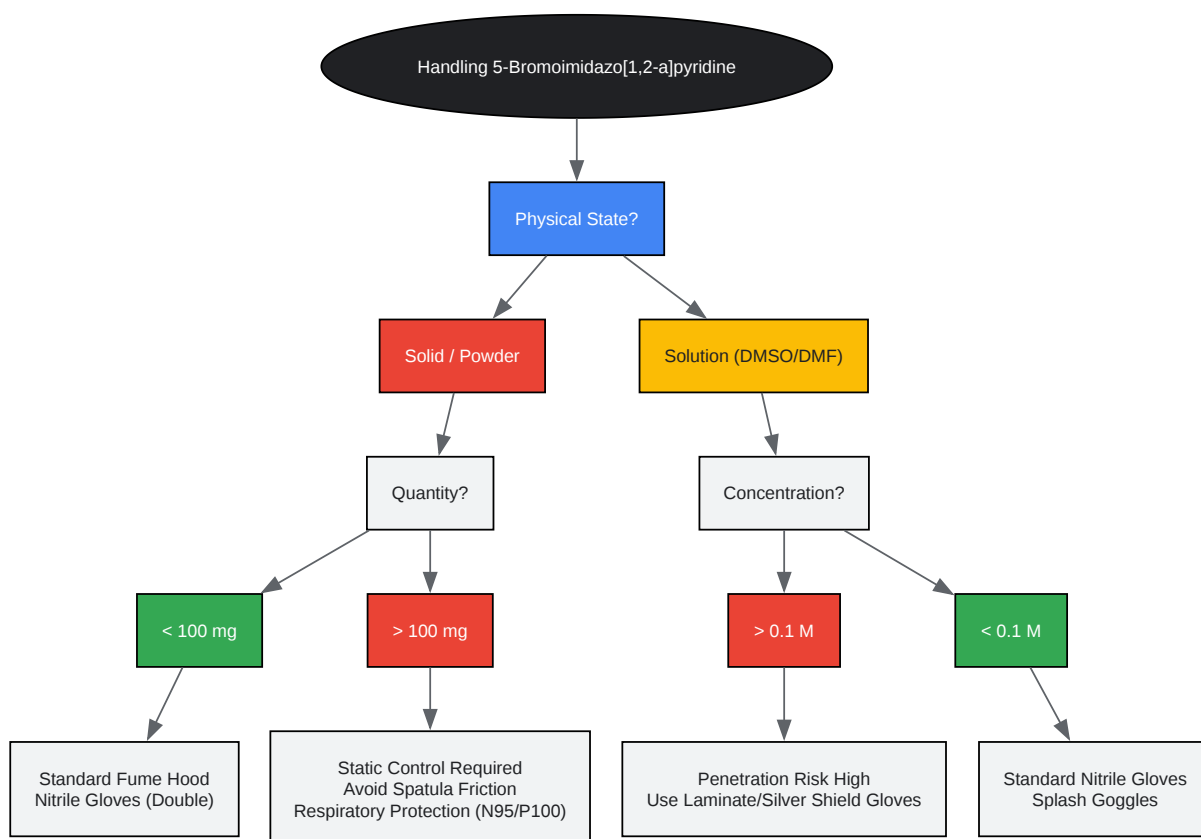 Handling 5-Bromoimidazo[1,2-a]pyridine
Physical State?
Solid / Powder
Solution (DMSO/DMF)
Quantity?
Concentration?
< 100 mg
> 100 mg
> 0.1 M
< 0.1 M
Standard Fume Hood
Nitrile Gloves (Double)
Static Control Required
Avoid Spatula Friction
Respiratory Protection (N95/P100)
Penetration Risk High
Use Laminate/Silver Shield Gloves
Standard Nitrile Gloves
Splash Goggles